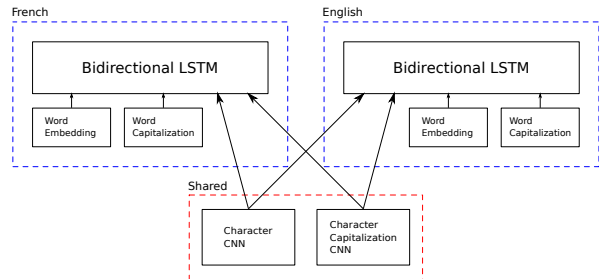 French
English
Bidirectional LSTM
Bidirectional LSTM
Word
Embedding
Word
Capitalization
Word
Embedding
Word
Capitalization
Shared
Character
CNN
Character
Capitalization
CNN